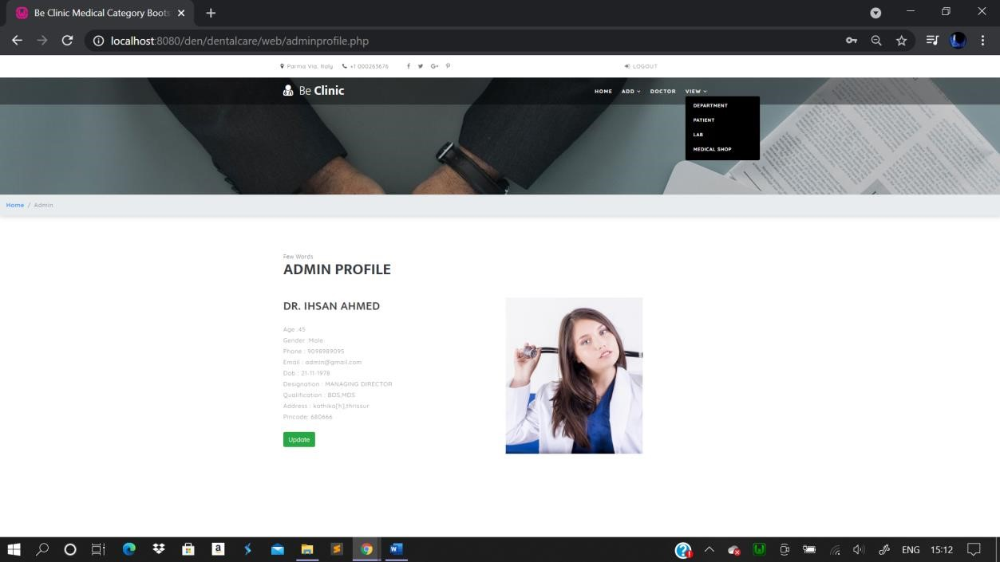 Be Clinic Medical Category Boots
localhost:8080/den/dentalcare/web/adminprofile.php
Parma Via, Italy +1 000263676
LOGOUT
Be Clinic
HOME ADD DOCTOR VIEW
DEPARTMENT
PATIENT
LAB
MEDICAL SHOP
Home / Admin
Few Words
ADMIN PROFILE
DR. IHSAN AHMED
Age :45
Gender :Male
Phone : 9098989095
Email : admin@gmail.com
Dob : 21-11-1978
Designation : MANAGING DIRECTOR
Qualification : BDS,MDS
Address : kathika[h],thrissur
Pincode: 680666
Update
ENG 15:12